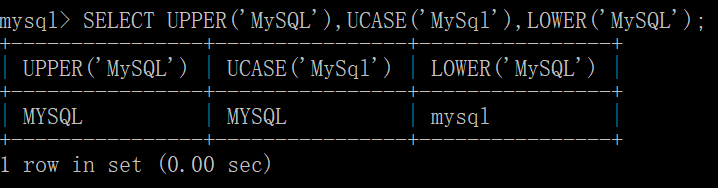 mysql> SELECT UPPER('MySQL'),UCASE('MySql'),LOWER('MySQL');
+----------------+----------------+----------------+
| UPPER('MySQL') | UCASE('MySql') | LOWER('MySQL') |
+----------------+----------------+----------------+
| MYSQL          | MYSQL          | mysql          |
+----------------+----------------+----------------+
1 row in set (0.00 sec)